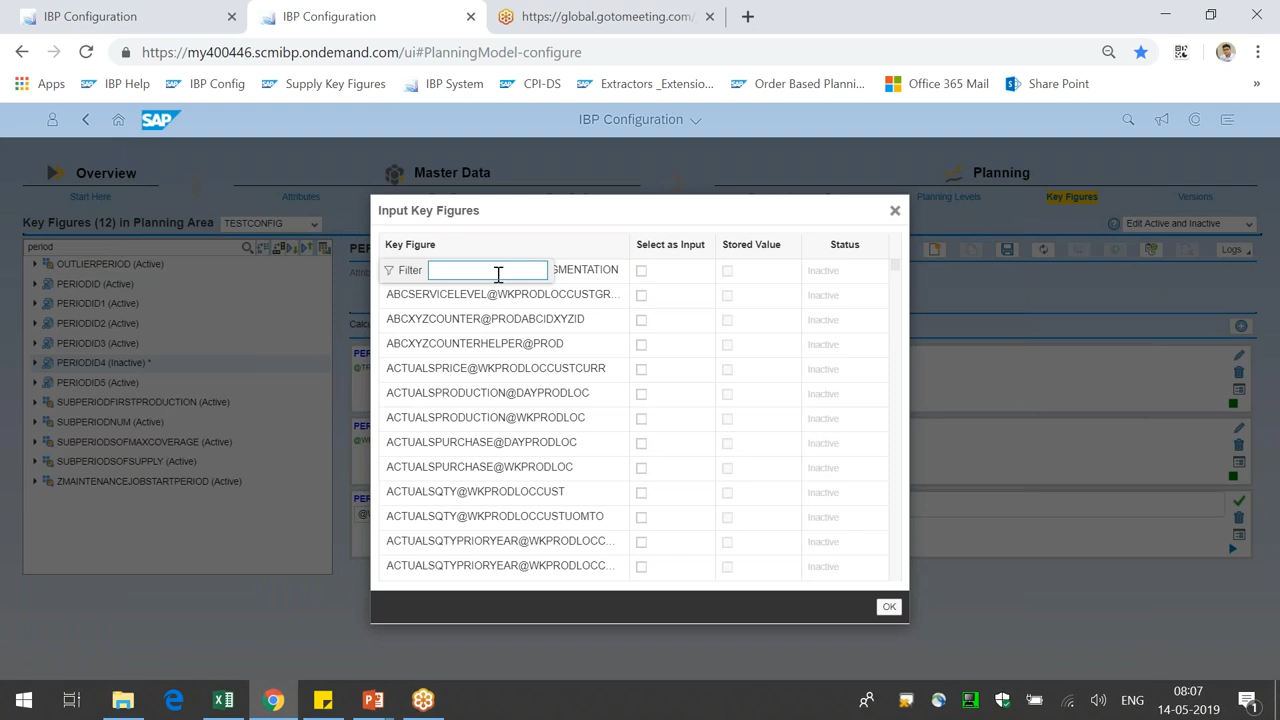 IBP Configuration
IBP Configuration
https://global.gotomeeting.com/
https://my400446.scmibp.ondemand.com/ui#PlanningModel-configure
Apps IBP Help IBP Config Supply Key Figures IBP System CPI-DS Extractors _Extensio... Order Based Planni... Office 365 Mail Share Point »
SAP IBP Configuration
Overview Master Data Planning
Start Here Attributes Planning Levels Key Figures Versions
Key Figures (12) in Planning Area TESTCONFIG Edit Active and Inactive
period Logs
OUTLIERPERIOD (Active)
PERIODID (Active)
PERIODID1 (Active)
PERIODID2 (Active)
PERIODID3 (Active)
PERIODID4 (Inactive) *
PERIODID5 (Active)
SUBPERIODFIRSTPRODUCTION (Active)
SUBPERIODNUM (Active)
SUBPERIODSOFMAXCOVERAGE (Active)
SUBPERIODSOFSUPPLY (Active)
ZMAINTENANCEJOBSTARTPERIOD (Active)
Input Key Figures
Key Figure Select as Input Stored Value Status
Filter GMENTATION Inactive
ABCSERVICELEVEL@WKPRODLOCCUSTGR... Inactive
ABCXYZCOUNTER@PRODABCIDXYZID Inactive
ABCXYZCOUNTERHELPER@PROD Inactive
ACTUALSPRICE@WKPRODLOCCUSTCURR Inactive
ACTUALSPRODUCTION@DAYPRODLOC Inactive
ACTUALSPRODUCTION@WKPRODLOC Inactive
ACTUALSPURCHASE@DAYPRODLOC Inactive
ACTUALSPURCHASE@WKPRODLOC Inactive
ACTUALSQTY@WKPRODLOCCUST Inactive
ACTUALSQTY@WKPRODLOCCUSTUOMTO Inactive
ACTUALSQTYPRIORYEAR@WKPRODLOCC... Inactive
ACTUALSQTYPRIORYEAR@WKPRODLOCC... Inactive
OK
ENG
08:07
14-05-2019
1